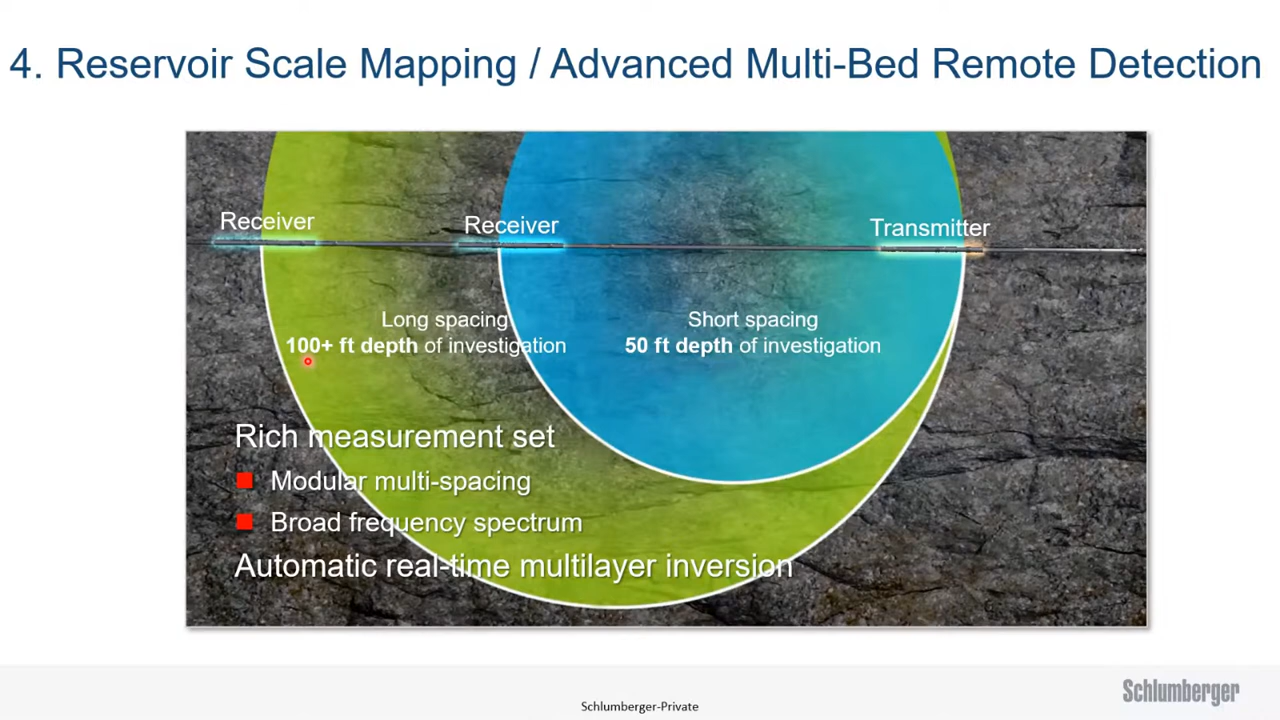 4. Reservoir Scale Mapping / Advanced Multi-Bed Remote Detection
Receiver
Receiver
Transmitter
Long spacing
100+ ft depth of investigation
Short spacing
50 ft depth of investigation
Rich measurement set
Modular multi-spacing
Broad frequency spectrum
Automatic real-time multilayer inversion
Schlumberger
Schlumberger-Private